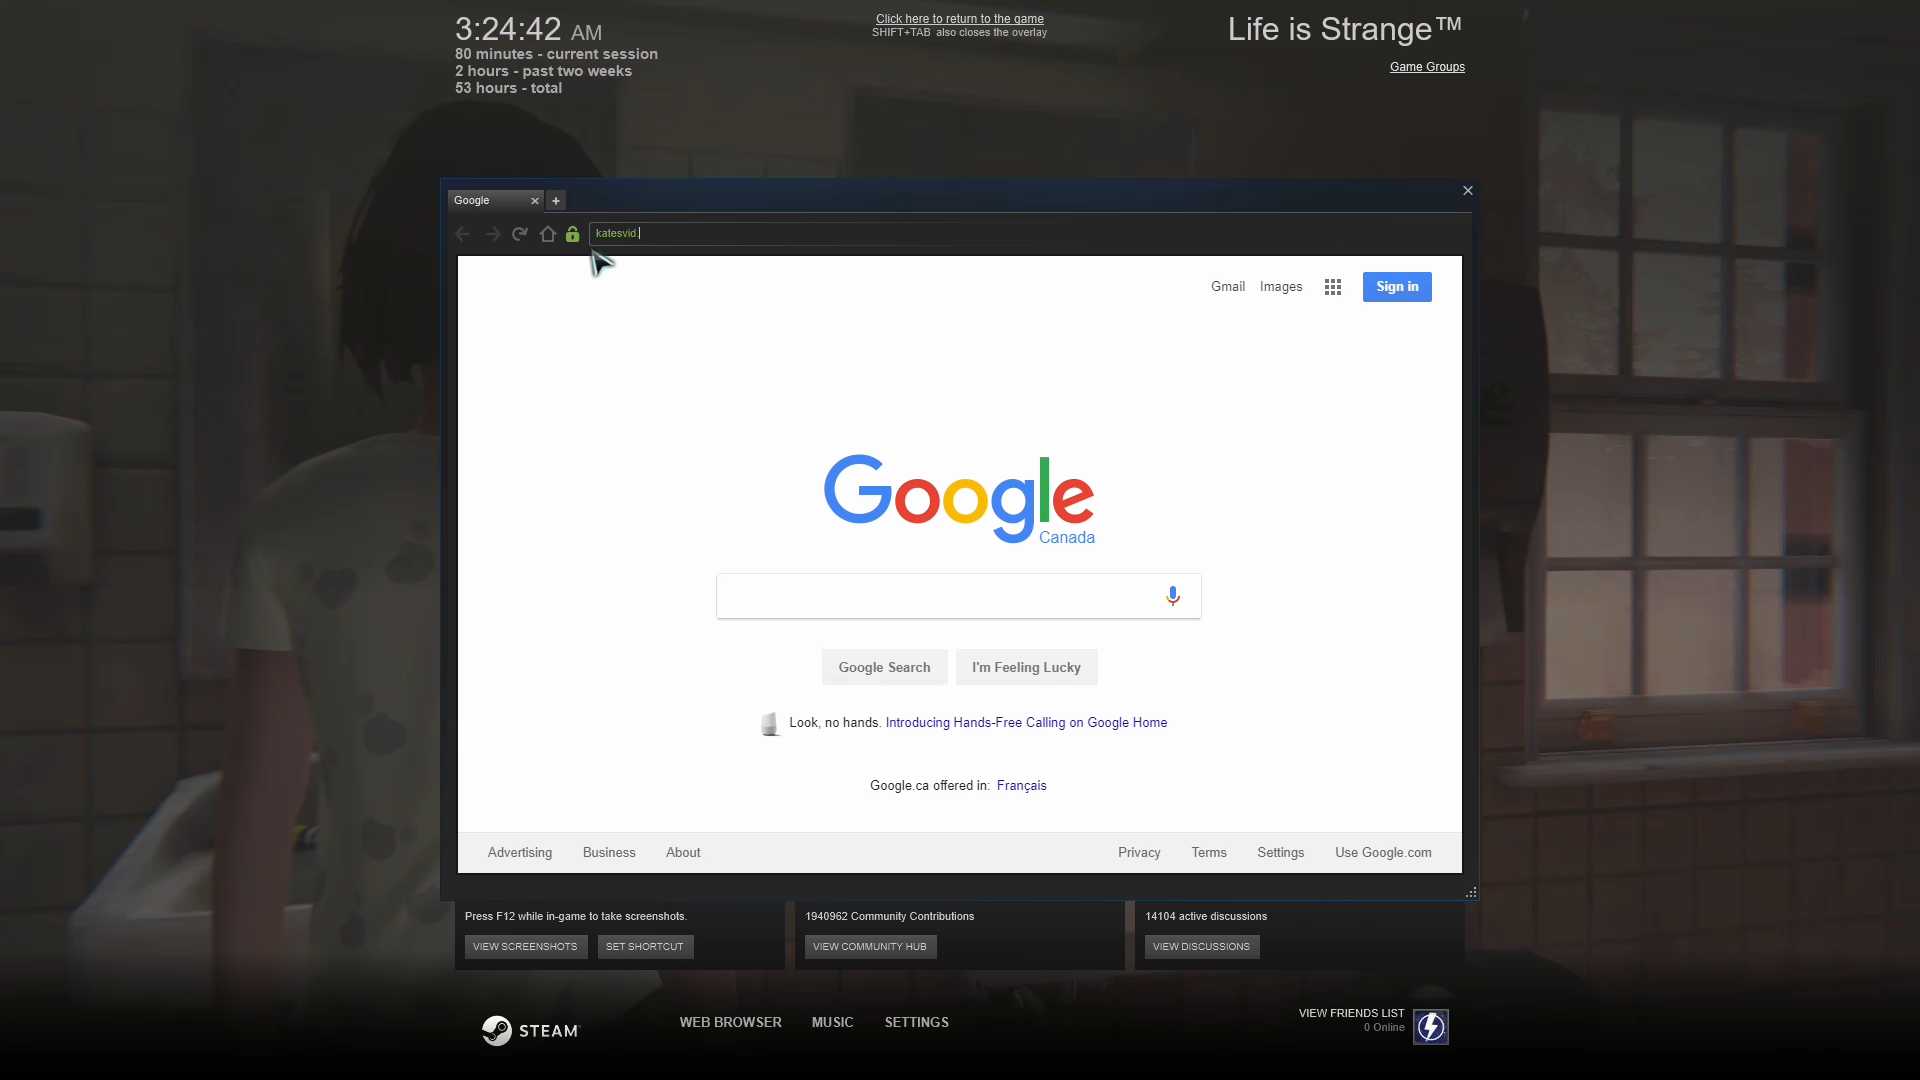 3:24:42 AM
80 minutes - current session
2 hours - past two weeks
53 hours - total
Click here to return to the game
SHIFT+TAB also closes the overlay
Life is Strange™
Game Groups
Google
katesvid.
Gmail Images
Sign in
Google
Canada
Google Search I'm Feeling Lucky
Look, no hands. Introducing Hands-Free Calling on Google Home
Google.ca offered in: Français
Advertising Business About Privacy Terms Settings Use Google.com
Press F12 while in-game to take screenshots.
VIEW SCREENSHOTS SET SHORTCUT
1940962 Community Contributions
VIEW COMMUNITY HUB
14104 active discussions
VIEW DISCUSSIONS
STEAM
WEB BROWSER MUSIC SETTINGS
VIEW FRIENDS LIST
0 Online